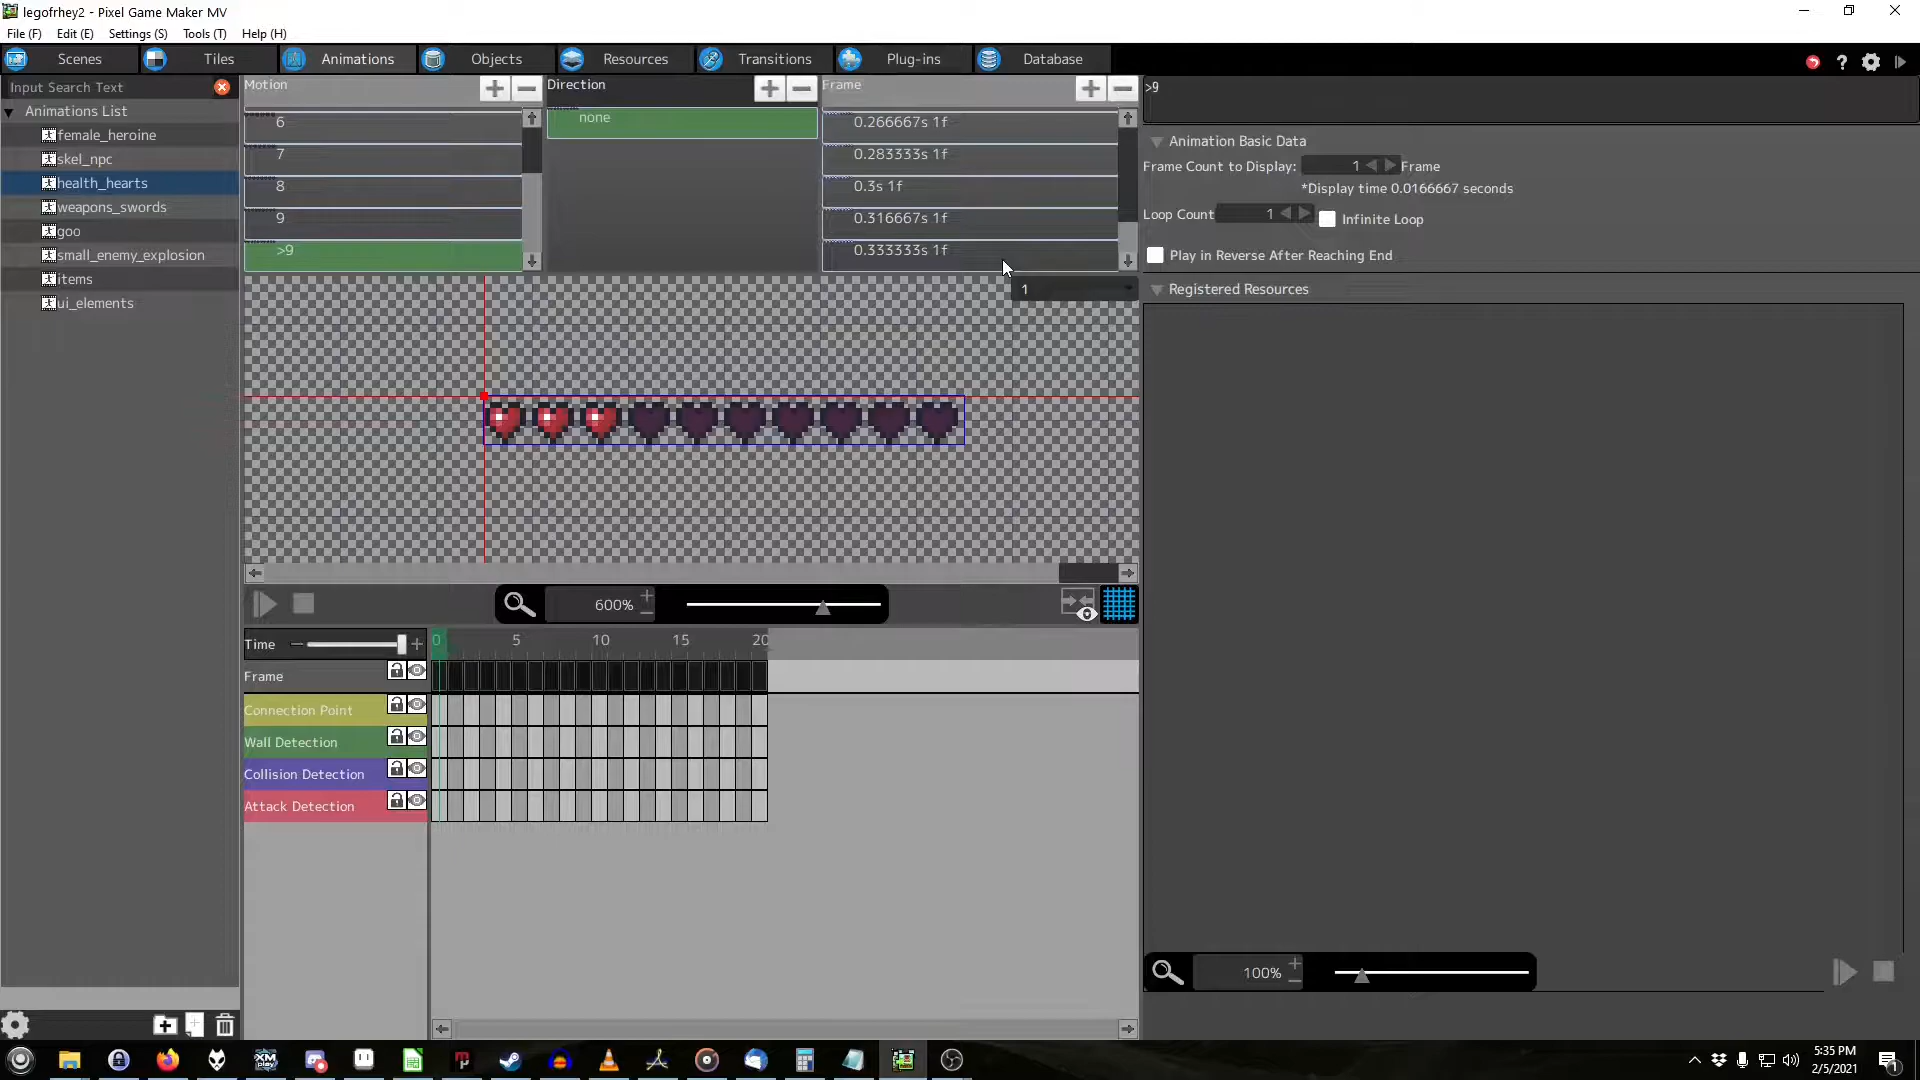 legofrhey2 - Pixel Game Maker MV
File (F) Edit (E) Settings (S) Tools (T) Help (H)
Scenes Tiles Animations Objects Resources Transitions Plug-ins Database
Input Search Text
Animations List
female_heroine
skel_npc
health_hearts
weapons_swords
goo
small_enemy_explosion
items
ui_elements
Motion
6
7
8
9
>9
Direction
none
Frame
0.266667s 1f
0.283333s 1f
0.3s 1f
0.316667s 1f
0.333333s 1f
1
>9
Animation Basic Data
Frame Count to Display: 1 Frame
*Display time 0.0166667 seconds
Loop Count 1 Infinite Loop
Play in Reverse After Reaching End
Registered Resources
600%
Time 0 5 10 15 20
Frame
Connection Point
Wall Detection
Collision Detection
Attack Detection
100%
5:35 PM
2/5/2021
1